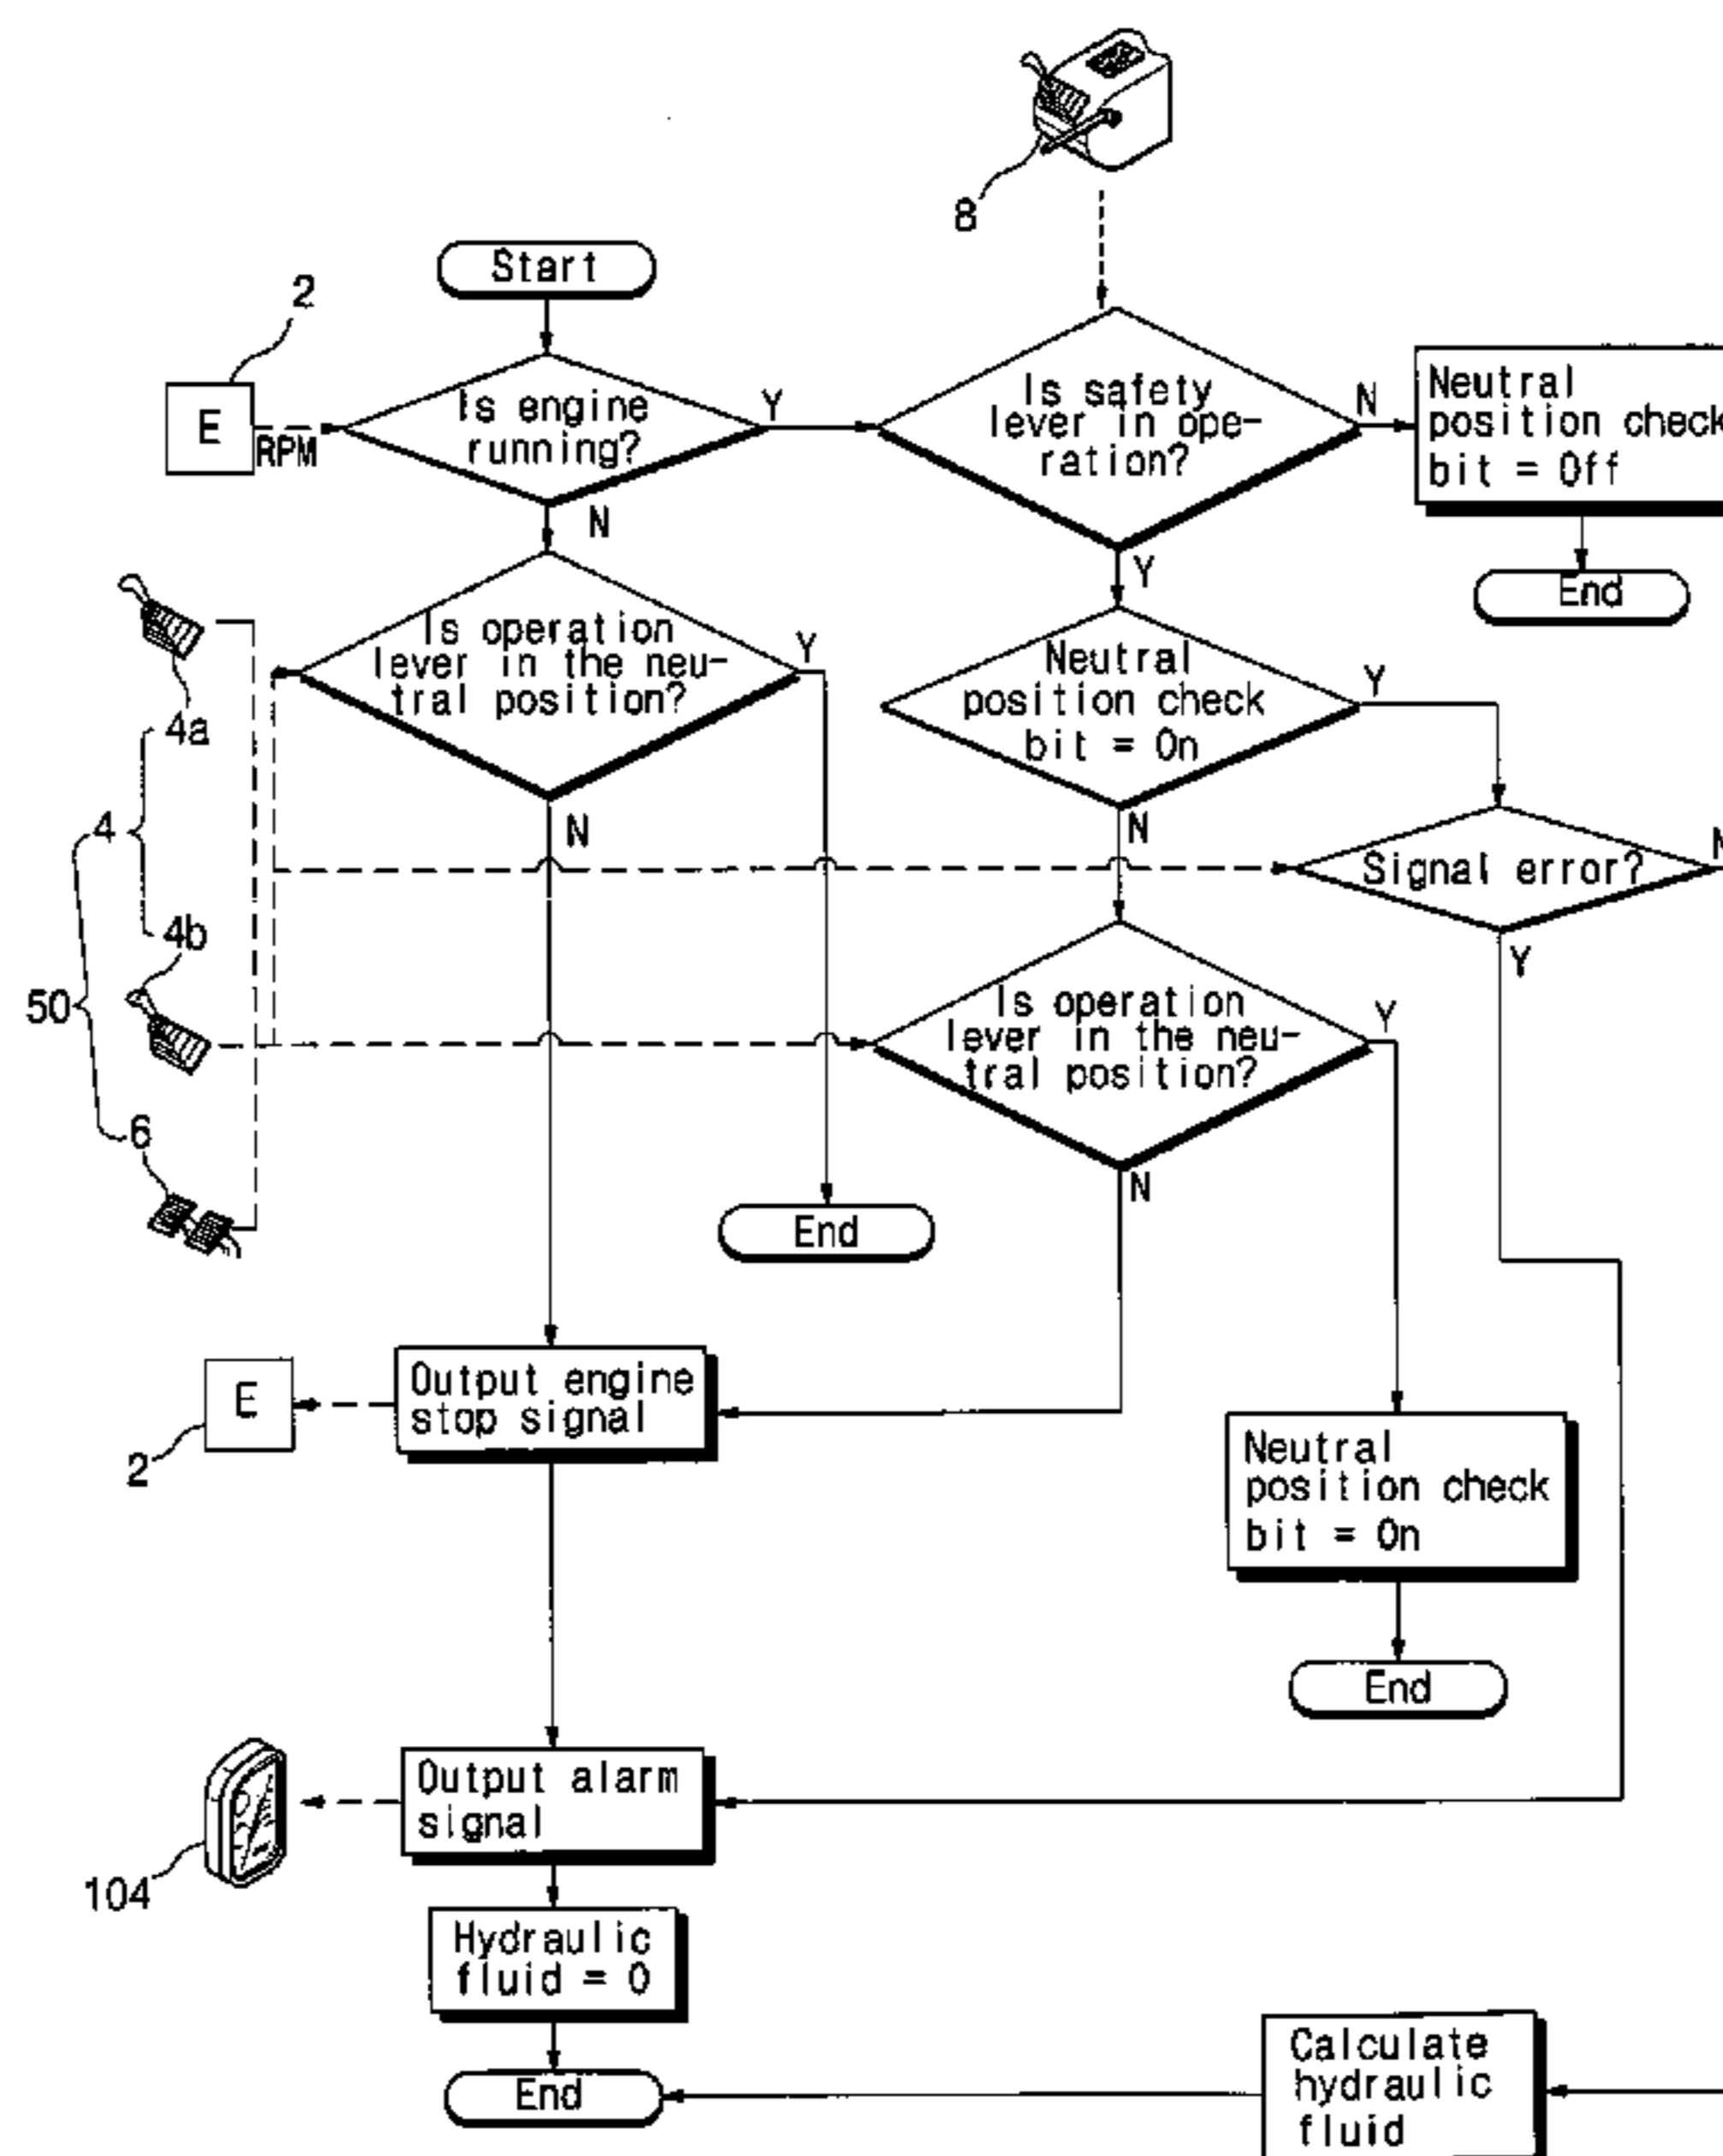 8
Start
2
E
RPM
Is engine
running?
Y
N
Is safety
lever in ope-
ration?
N
Y
Neutral
position check
bit = Off
End
Is operation
lever in the neu-
tral position?
Y
N
4a
4
4b
50
6
Neutral
position check
bit = On
Y
N
Signal error?
N
Y
Is operation
lever in the neu-
tral position?
Y
N
End
Output engine
stop signal
E
2
Neutral
position check
bit = On
End
Output alarm
signal
104
Hydraulic
fluid = 0
End
Calculate
hydraulic
fluid